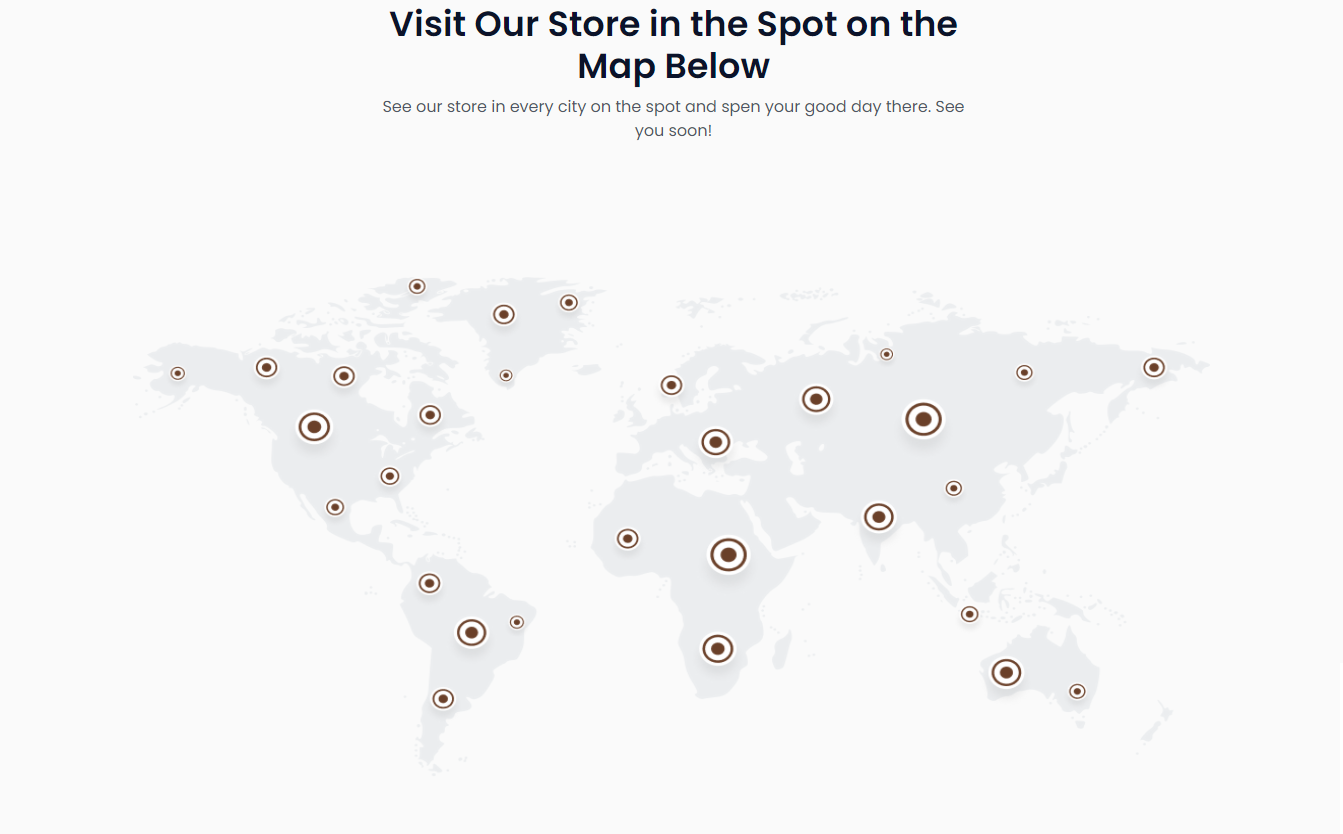 Visit Our Store in the Spot on the
Map Below
See our store in every city on the spot and spen your good day there. See
you soon!